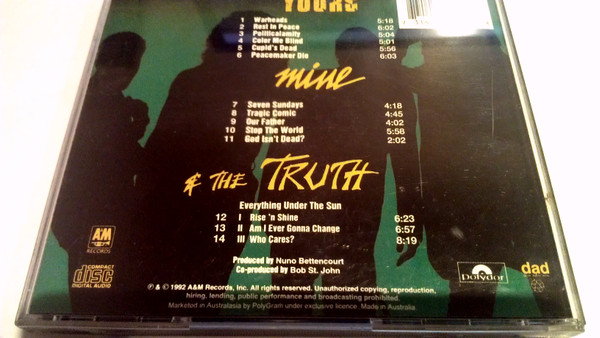 YOURS
1 Warheads 5:18
2 Rest In Peace 6:02
3 Politicalamity 5:04
4 Color Me Blind 5:01
5 Cupid's Dead 5:56
6 Peacemaker Die 6:03
mine
7 Seven Sundays 4:18
8 Tragic Comic 4:45
9 Our Father 4:02
10 Stop The World 5:58
11 God Isn't Dead? 2:02
& THE TRUTH
Everything Under The Sun
12 I Rise 'n Shine 6:23
13 II Am I Ever Gonna Change 6:57
14 III Who Cares? 8:19
A&M
RECORDS
COMPACT
disc
DIGITAL AUDIO
Produced by Nuno Bettencourt
Co-produced by Bob St. John
polydor
dad
℗ & © 1992 A&M Records, Inc. All rights reserved. Unauthorized copying, reproduction,
hiring, lending, public performance and broadcasting prohibited.
Marketed in Australasia by PolyGram under exclusive licence. Made in Australia.